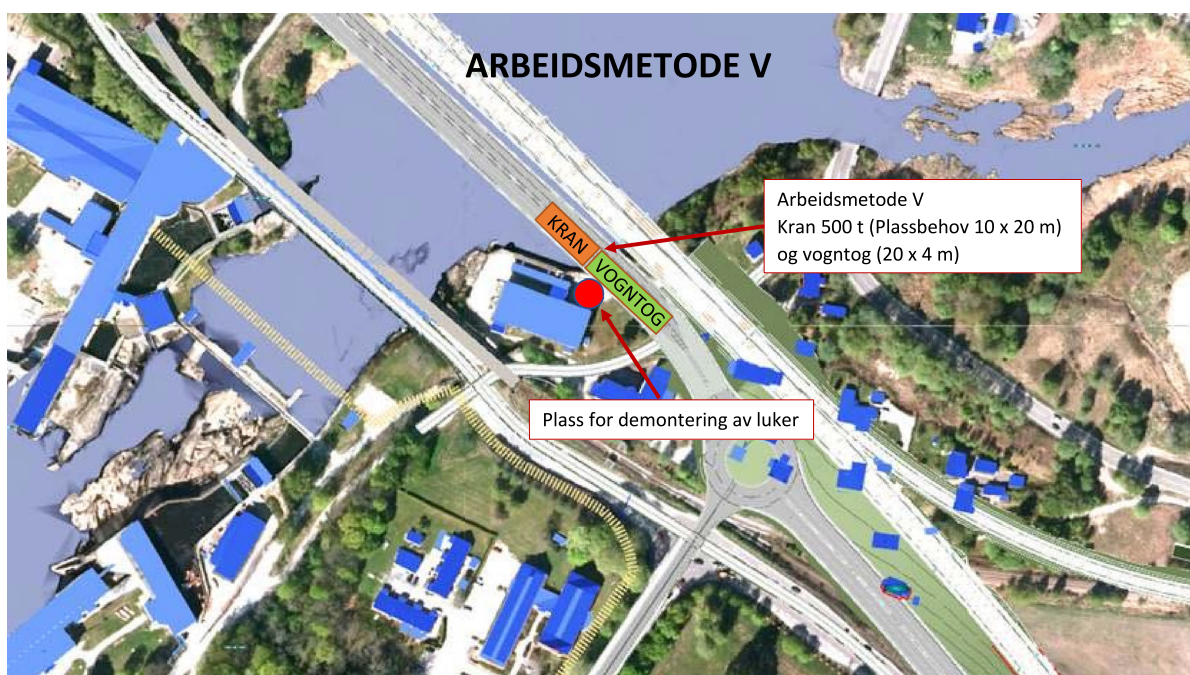 ARBEIDSMETODE V
Arbeidsmetode V
Kran 500 t (Plassbehov 10 x 20 m)
og vogntog (20 x 4 m)
KRAN
VOGNTOG
Plass for demontering av luker